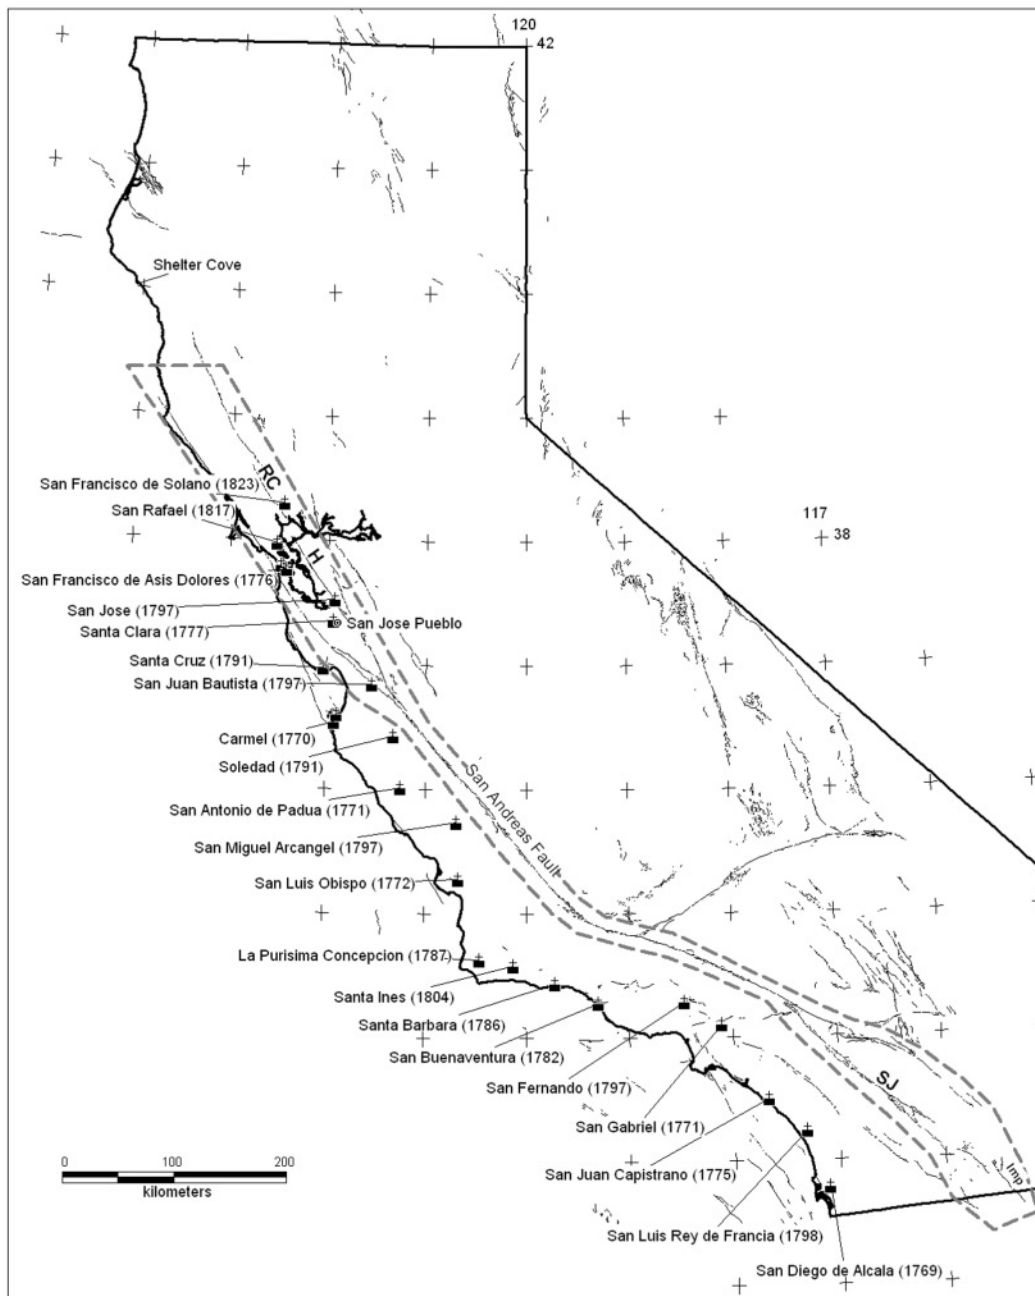 120
42
Shelter Cove
RC
San Francisco de Solano (1823)
San Rafael (1817)
117
38
H
San Francisco de Asis Dolores (1776)
San Jose (1797)
San Jose Pueblo
Santa Clara (1777)
Santa Cruz (1791)
San Juan Bautista (1797)
Carmel (1770)
Soledad (1791)
San Andreas Fault
San Antonio de Padua (1771)
San Miguel Arcangel (1797)
San Luis Obispo (1772)
La Purisima Concepcion (1787)
Santa Ines (1804)
Santa Barbara (1786)
San Buenaventura (1782)
San Fernando (1797)
SJ
San Gabriel (1771)
0 100 200
kilometers
San Juan Capistrano (1775)
Imp
San Luis Rey de Francia (1798)
San Diego de Alcala (1769)